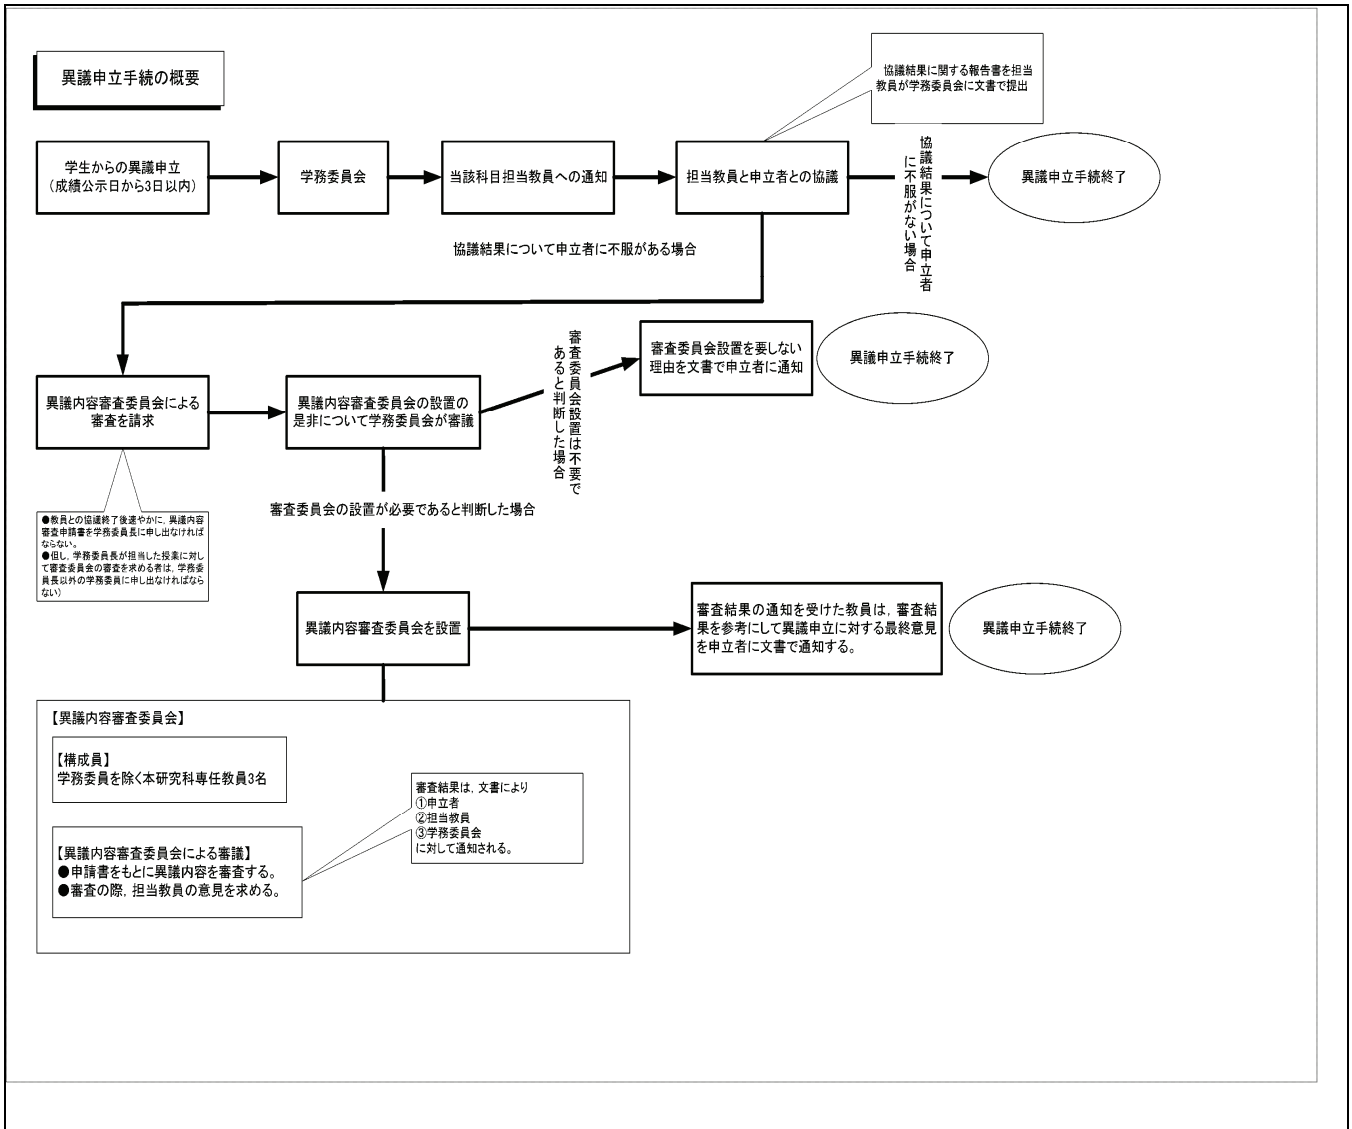 異議申立手続の概要
協議結果に関する報告書を担当
教員が学務委員会に文書で提出
学生からの異議申立
(成績公示日から3日以内)
学務委員会
当該科目担当教員への通知
担当教員と申立者との協議
協議結果について申立者
に不服がない場合
異議申立手続終了
協議結果について申立者に不服がある場合
審査委員会設置は不要で
あると判断した場合
審査委員会設置を要しない
理由を文書で申立者に通知
異議申立手続終了
異議内容審査委員会による
審査を請求
異議内容審査委員会の設置の
是非について学務委員会が審議
●教員との協議終了後速やかに, 異議内容
審査申請書を学務委員長に申し出なければ
ならない。
●但し, 学務委員長が担当した授業に対し
て審査委員会の審査を求める者は, 学務委
員長以外の学務委員に申し出なければなら
ない)
審査委員会の設置が必要であると判断した場合
異議内容審査委員会を設置
審査結果の通知を受けた教員は, 審査結
果を参考にして異議申立に対する最終意見
を申立者に文書で通知する。
異議申立手続終了
【異議内容審査委員会】
【構成員】
学務委員を除く本研究科専任教員3名
審査結果は, 文書により
①申立者
②担当教員
③学務委員会
に対して通知される。
【異議内容審査委員会による審議】
●申請書をもとに異議内容を審査する。
●審査の際, 担当教員の意見を求める。